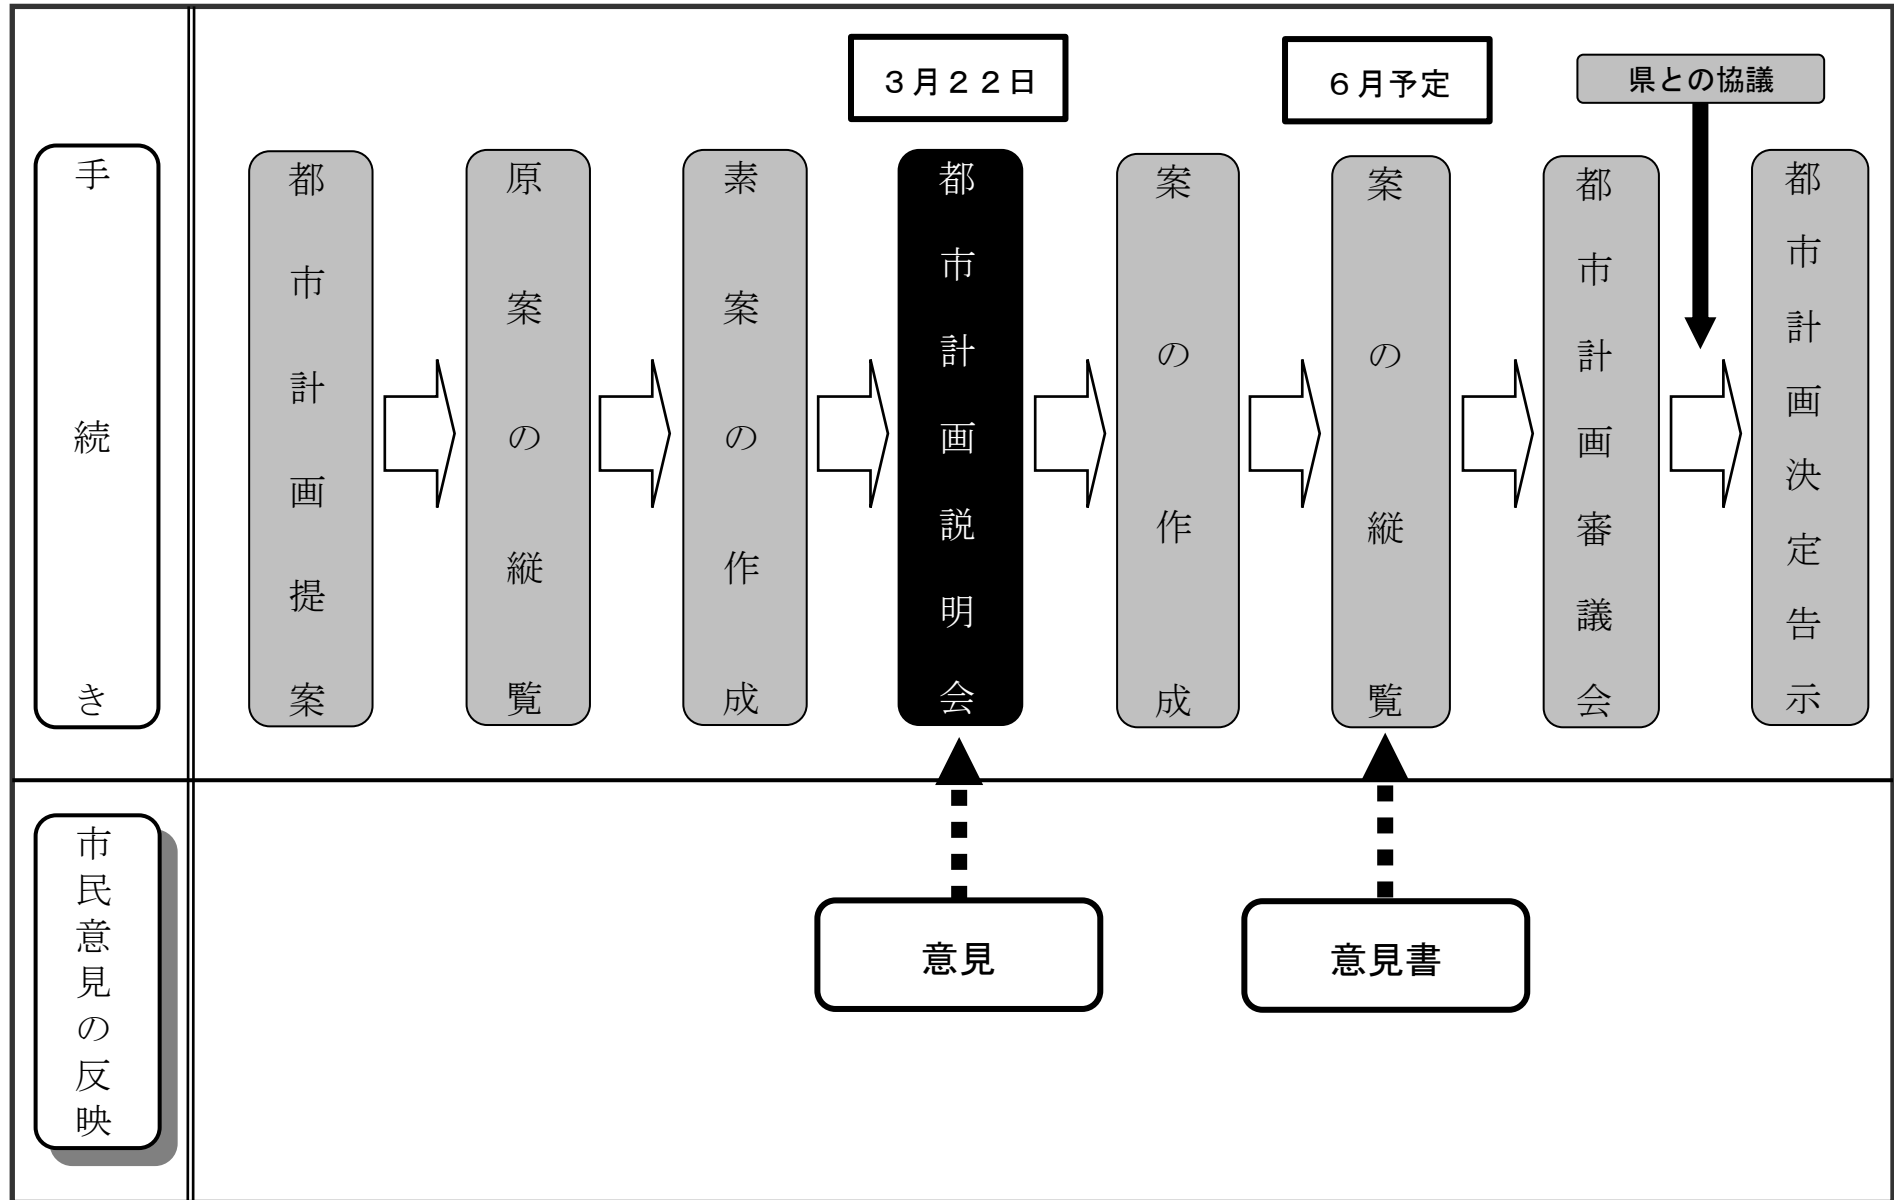 ３月２２日
６月予定
県との協議
手続き
都市計画提案
原案の縦覧
素案の作成
都市計画説明会
案の作成
案の縦覧
都市計画審議会
都市計画決定告示
市民意見の反映
意見
意見書